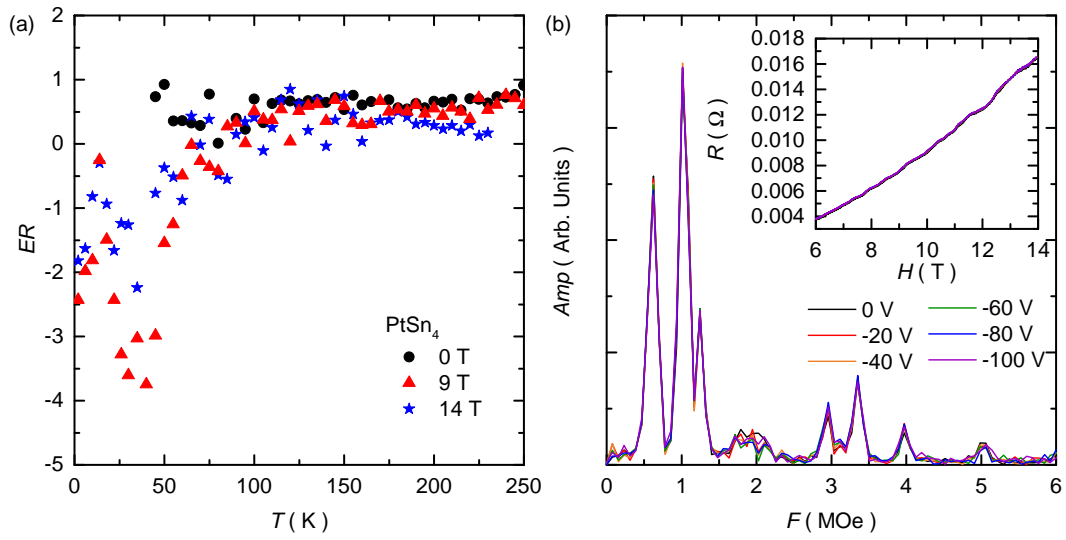 (a)
ER
2
1
0
-1
-2
-3
-4
-5
PtSn4
0 T
9 T
14 T
0
50
100
150
200
250
T ( K )
(b)
Amp ( Arb. Units )
R ( Ω )
0.018
0.016
0.014
0.012
0.010
0.008
0.006
0.004
6
8
10
12
14
H ( T )
0 V
-20 V
-40 V
-60 V
-80 V
-100 V
0
1
2
3
4
5
6
F ( MOe )